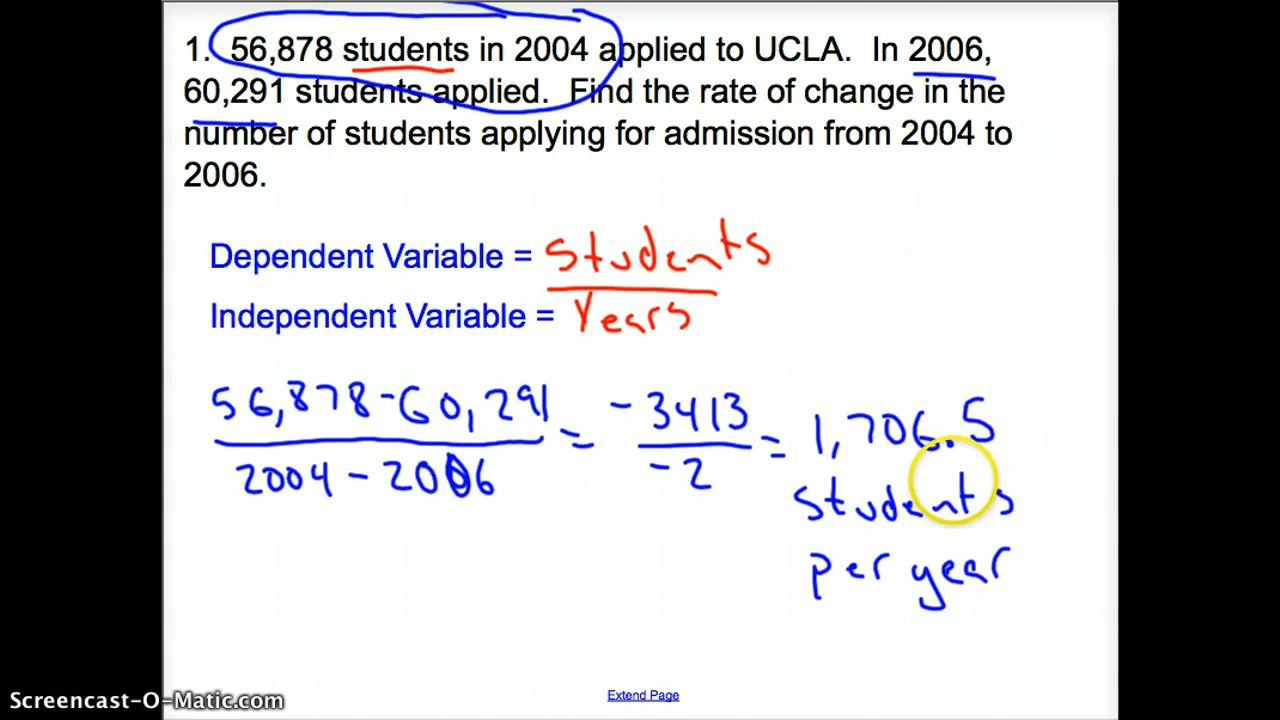 1. 56,878 students in 2004 applied to UCLA. In 2006,
60,291 students applied. Find the rate of change in the
number of students applying for admission from 2004 to
2006.
Dependent Variable = Students
Independent Variable = Years
56,878-60,291 = -3413 = 1,706.5
2004 - 2006 -2
students
per year
Extend Page
Screencast-O-Matic.com